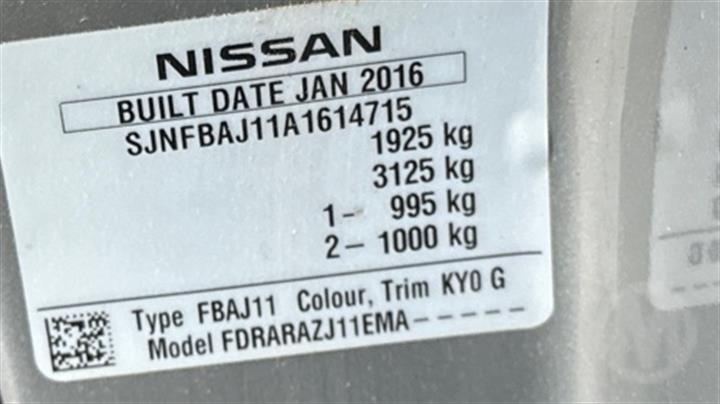 NISSAN
BUILT DATE JAN 2016
SJNFBAJ11A1614715
1925 kg
3125 kg
1- 995 kg
2- 1000 kg
Type FBAJ11 Colour, Trim KY0 G
Model FDRARAZJ11EMA-----